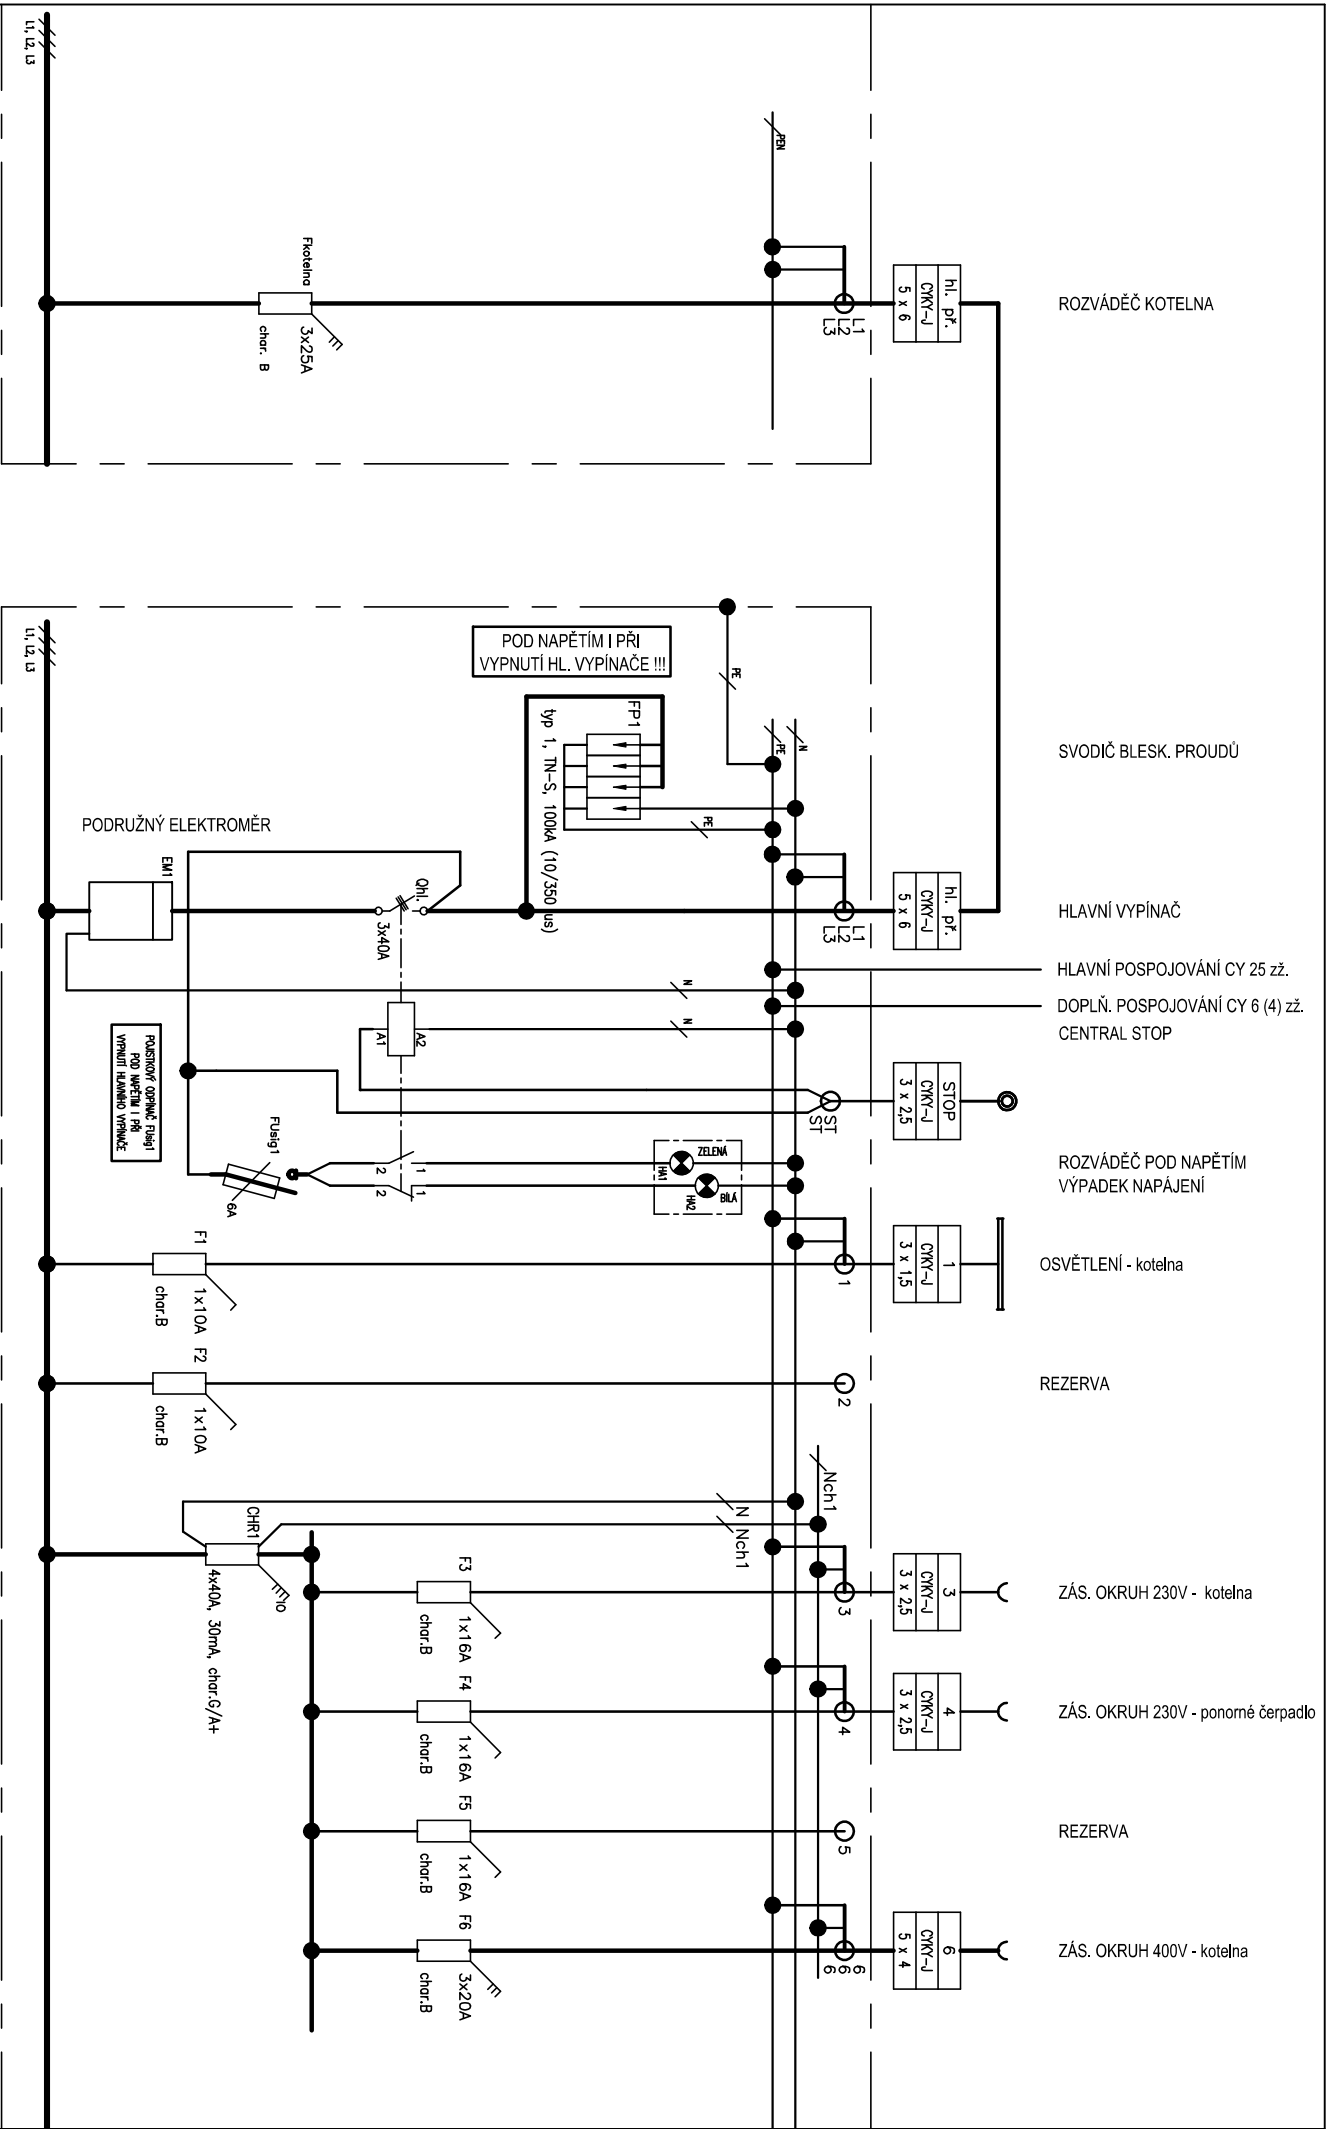 L1, L2, L3
PEN
Fkotelna
3x25A
char. B
L1
L2
L3
hl. př.
CYKY-J
5 x 6
ROZVÁDĚČ KOTELNA
L1, L2, L3
POD NAPĚTÍM I PŘI
VYPNUTÍ HL. VYPÍNAČE !!!
PE
N
PE
FP1
typ 1, TN-S, 100kA (10/350 us)
PE
SVODIČ BLESK. PROUDŮ
PODRUŽNÝ ELEKTROMĚR
EM1
Qhl.
3x40A
L1
L2
L3
hl. př.
CYKY-J
5 x 6
HLAVNÍ VYPÍNAČ
HLAVNÍ POSPOJOVÁNÍ CY 25 zž.
DOPLŇ. POSPOJOVÁNÍ CY 6 (4) zž.
CENTRAL STOP
N
N
A1
A2
ST
ST
STOP
CYKY-J
3 x 2,5
POJISTKOVÝ ODPÍNAČ FUsig1
POD NAPĚTÍM I PŘI
VYPNUTÍ HLAVNÍHO VYPÍNAČE
FUsig1
6A
2
1
2
1
ZELENÁ
HA1
BÍLÁ
HA2
ROZVÁDĚČ POD NAPĚTÍM
VÝPADEK NAPÁJENÍ
F1
1x10A
char.B
1
1
CYKY-J
3 x 1,5
OSVĚTLENÍ - kotelna
F2
1x10A
char.B
2
REZERVA
Nch1
N
Nch1
CHR1
IO
4x40A, 30mA, char.G/A+
F3
1x16A
char.B
3
3
CYKY-J
3 x 2,5
ZÁS. OKRUH 230V - kotelna
F4
1x16A
char.B
4
4
CYKY-J
3 x 2,5
ZÁS. OKRUH 230V - ponorné čerpadlo
F5
1x16A
char.B
5
REZERVA
F6
3x20A
char.B
6
6
6
6
CYKY-J
5 x 4
ZÁS. OKRUH 400V - kotelna